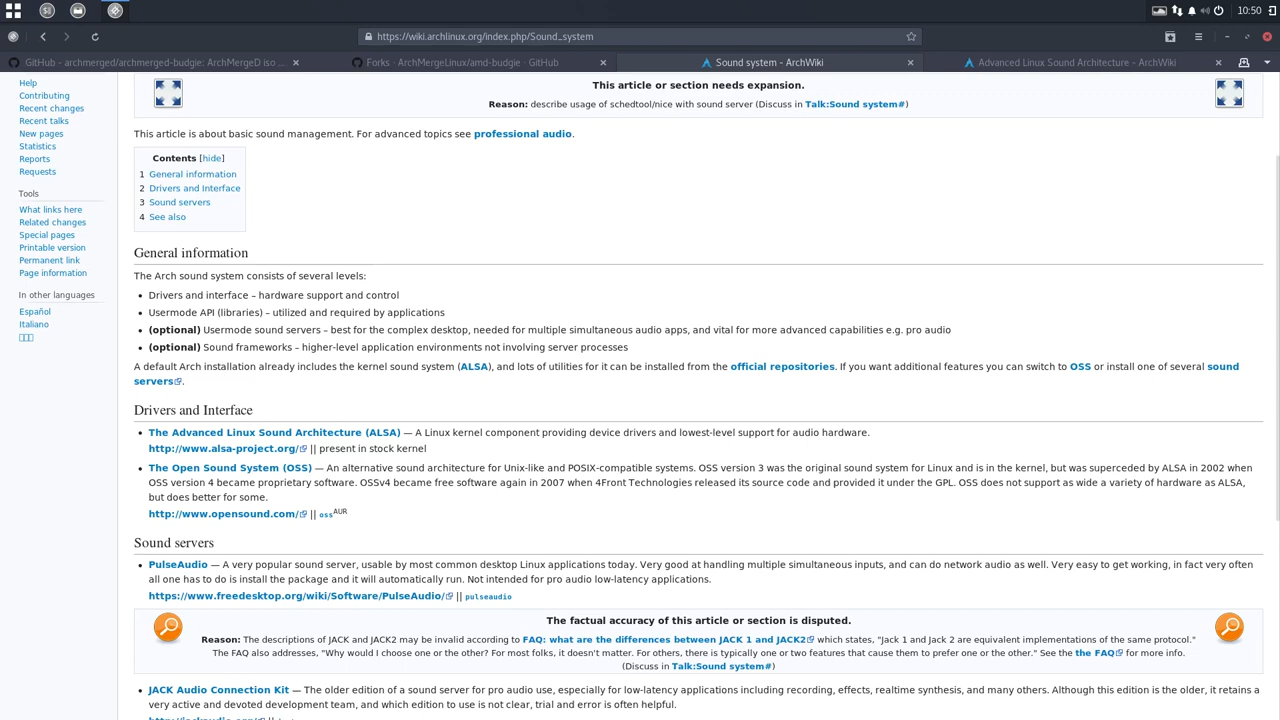 10:50
https://wiki.archlinux.org/index.php/Sound_system
GitHub - archmerged/archmerged-budgie: ArchMergeD iso ...
Forks · ArchMergeLinux/amd-budgie · GitHub
Sound system - ArchWiki
Advanced Linux Sound Architecture - ArchWiki
Help
Contributing
Recent changes
Recent talks
New pages
Statistics
Reports
Requests
Tools
What links here
Related changes
Special pages
Printable version
Permanent link
Page information
In other languages
Español
Italiano
This article or section needs expansion.
Reason: describe usage of schedtool/nice with sound server (Discuss in Talk:Sound system#)
This article is about basic sound management. For advanced topics see professional audio.
Contents [hide]
1 General information
2 Drivers and Interface
3 Sound servers
4 See also
General information
The Arch sound system consists of several levels:
• Drivers and interface – hardware support and control
• Usermode API (libraries) – utilized and required by applications
• (optional) Usermode sound servers – best for the complex desktop, needed for multiple simultaneous audio apps, and vital for more advanced capabilities e.g. pro audio
• (optional) Sound frameworks – higher-level application environments not involving server processes
A default Arch installation already includes the kernel sound system (ALSA), and lots of utilities for it can be installed from the official repositories. If you want additional features you can switch to OSS or install one of several sound
servers.
Drivers and Interface
• The Advanced Linux Sound Architecture (ALSA) — A Linux kernel component providing device drivers and lowest-level support for audio hardware.
http://www.alsa-project.org/ || present in stock kernel
• The Open Sound System (OSS) — An alternative sound architecture for Unix-like and POSIX-compatible systems. OSS version 3 was the original sound system for Linux and is in the kernel, but was superceded by ALSA in 2002 when
OSS version 4 became proprietary software. OSSv4 became free software again in 2007 when 4Front Technologies released its source code and provided it under the GPL. OSS does not support as wide a variety of hardware as ALSA,
but does better for some.
http://www.opensound.com/ || ossAUR
Sound servers
• PulseAudio — A very popular sound server, usable by most common desktop Linux applications today. Very good at handling multiple simultaneous inputs, and can do network audio as well. Very easy to get working, in fact very often
all one has to do is install the package and it will automatically run. Not intended for pro audio low-latency applications.
https://www.freedesktop.org/wiki/Software/PulseAudio/ || pulseaudio
The factual accuracy of this article or section is disputed.
Reason: The descriptions of JACK and JACK2 may be invalid according to FAQ: what are the differences between JACK 1 and JACK2 which states, "Jack 1 and Jack 2 are equivalent implementations of the same protocol."
The FAQ also addresses, "Why would I choose one or the other? For most folks, it doesn't matter. For others, there is typically one or two features that cause them to prefer one or the other." See the the FAQ for more info.
(Discuss in Talk:Sound system#)
• JACK Audio Connection Kit — The older edition of a sound server for pro audio use, especially for low-latency applications including recording, effects, realtime synthesis, and many others. Although this edition is the older, it retains a
very active and devoted development team, and which edition to use is not clear, trial and error is often helpful.